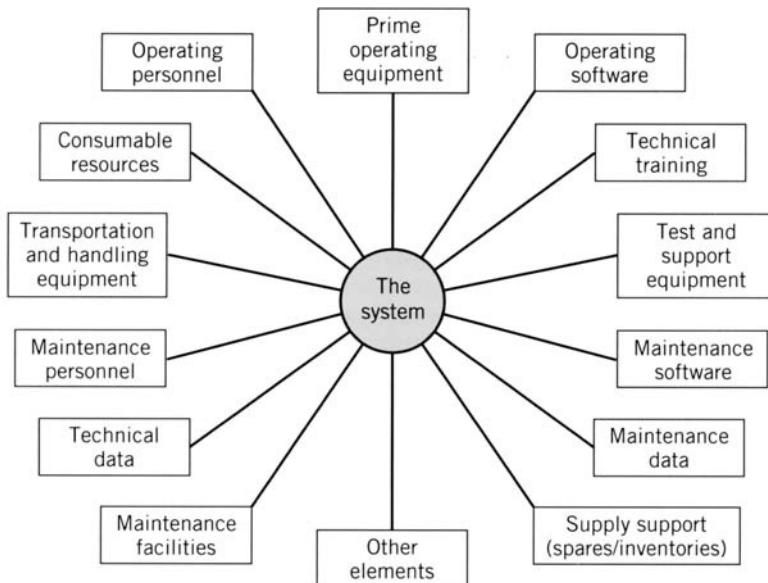 Prime
operating
equipment
Operating
personnel
Operating
software
Consumable
resources
Technical
training
Transportation
and handling
equipment
Test and
support
equipment
The
system
Maintenance
personnel
Maintenance
software
Technical
data
Maintenance
data
Maintenance
facilities
Supply support
(spares/inventories)
Other
elements